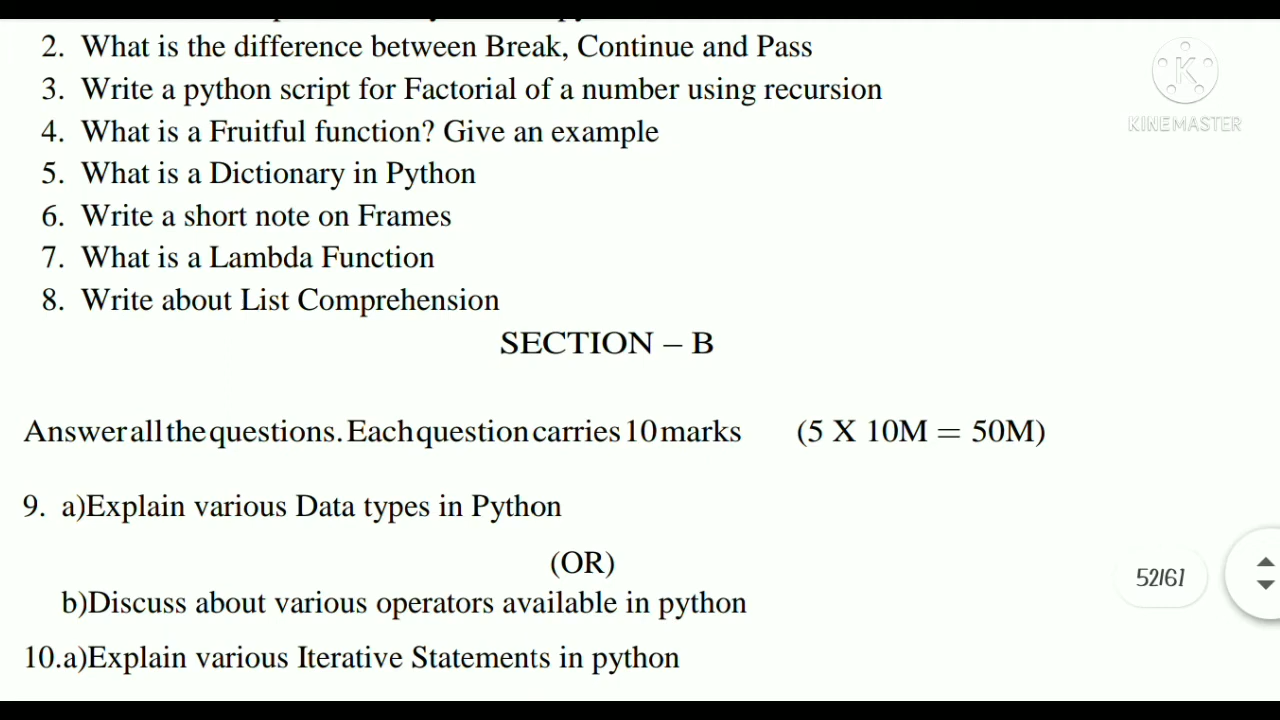 2. What is the difference between Break, Continue and Pass
3. Write a python script for Factorial of a number using recursion
4. What is a Fruitful function? Give an example
5. What is a Dictionary in Python
6. Write a short note on Frames
7. What is a Lambda Function
8. Write about List Comprehension
SECTION – B
Answer all the questions. Each question carries 10 marks (5 X 10M = 50M)
9. a)Explain various Data types in Python
(OR)
b)Discuss about various operators available in python
10.a)Explain various Iterative Statements in python
K
KINEMASTER
52/61